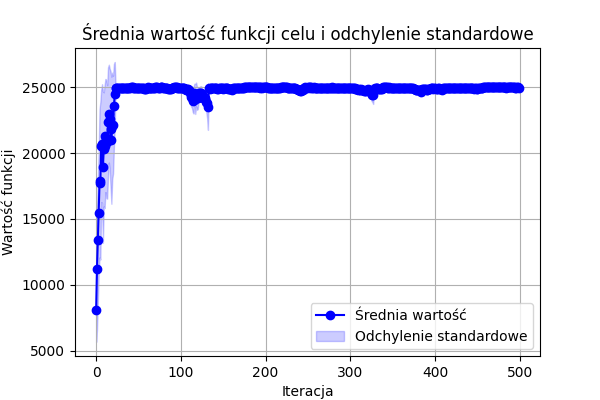 Średnia wartość funkcji celu i odchylenie standardowe
Wartość funkcji
25000
20000
15000
10000
5000
0
100
200
300
400
500
Iteracja
Średnia wartość
Odchylenie standardowe